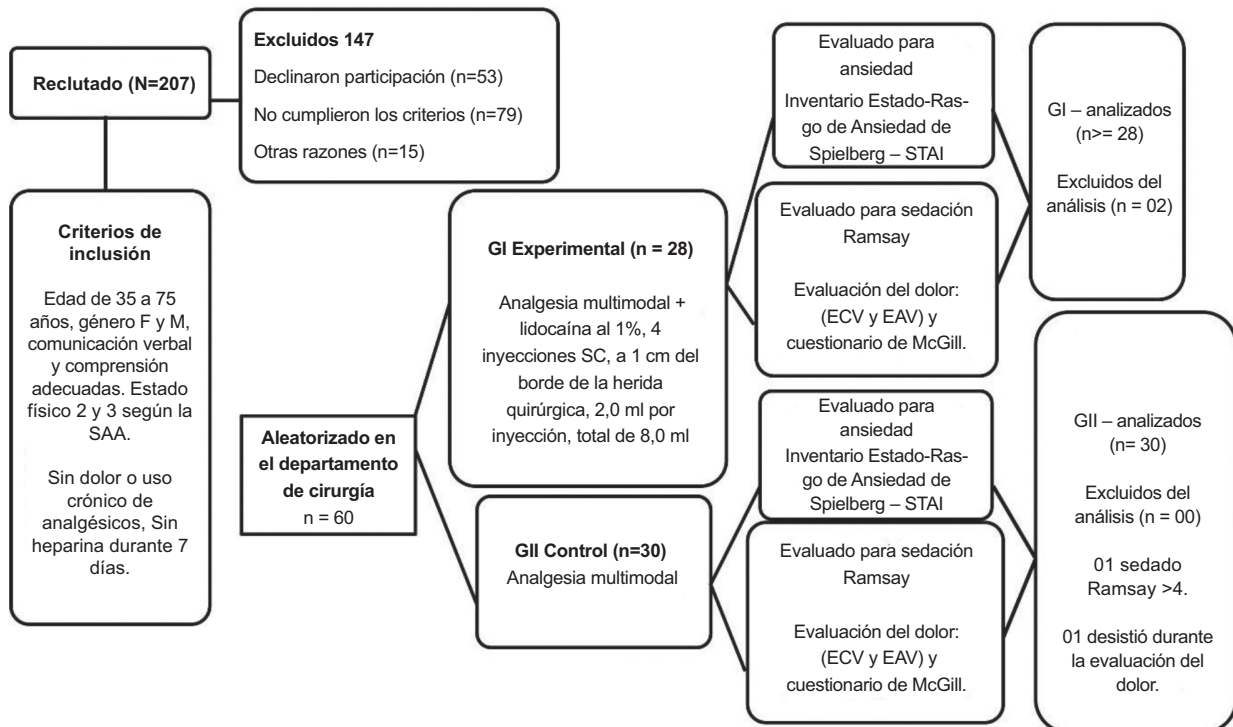 Reclutado (N=207)
Excluidos 147
Declinaron participación (n=53)
No cumplieron los criterios (n=79)
Otras razones (n=15)
Criterios de
inclusión
Edad de 35 a 75
años, género F y M,
comunicación verbal
y comprensión
adecuadas. Estado
físico 2 y 3 según la
SAA.
Sin dolor o uso
crónico de
analgésicos, Sin
heparina durante 7
días.
Aleatorizado en
el departamento
de cirurgía
n = 60
GI Experimental (n = 28)
Analgesia multimodal +
lidocaína al 1%, 4
inyecciones SC, a 1 cm del
borde de la herida
quirúrgica, 2,0 ml por
inyección, total de 8,0 ml
GII Control (n=30)
Analgesia multimodal
Evaluado para
ansiedad
Inventario Estado-Ras-
go de Ansiedad de
Spielberg – STAI
Evaluado para sedación
Ramsay
Evaluación del dolor:
(ECV y EAV) y
cuestionario de McGill.
Evaluado para
ansiedad
Inventario Estado-Ras-
go de Ansiedad de
Spielberg – STAI
Evaluado para sedación
Ramsay
Evaluación del dolor:
(ECV y EAV) y
cuestionario de McGill.
GI – analizados
(n>= 28)
Excluidos del
análisis (n = 02)
GII – analizados
(n= 30)
Excluidos del
análisis (n = 00)
01 sedado
Ramsay >4.
01 desistió durante
la evaluación del
dolor.